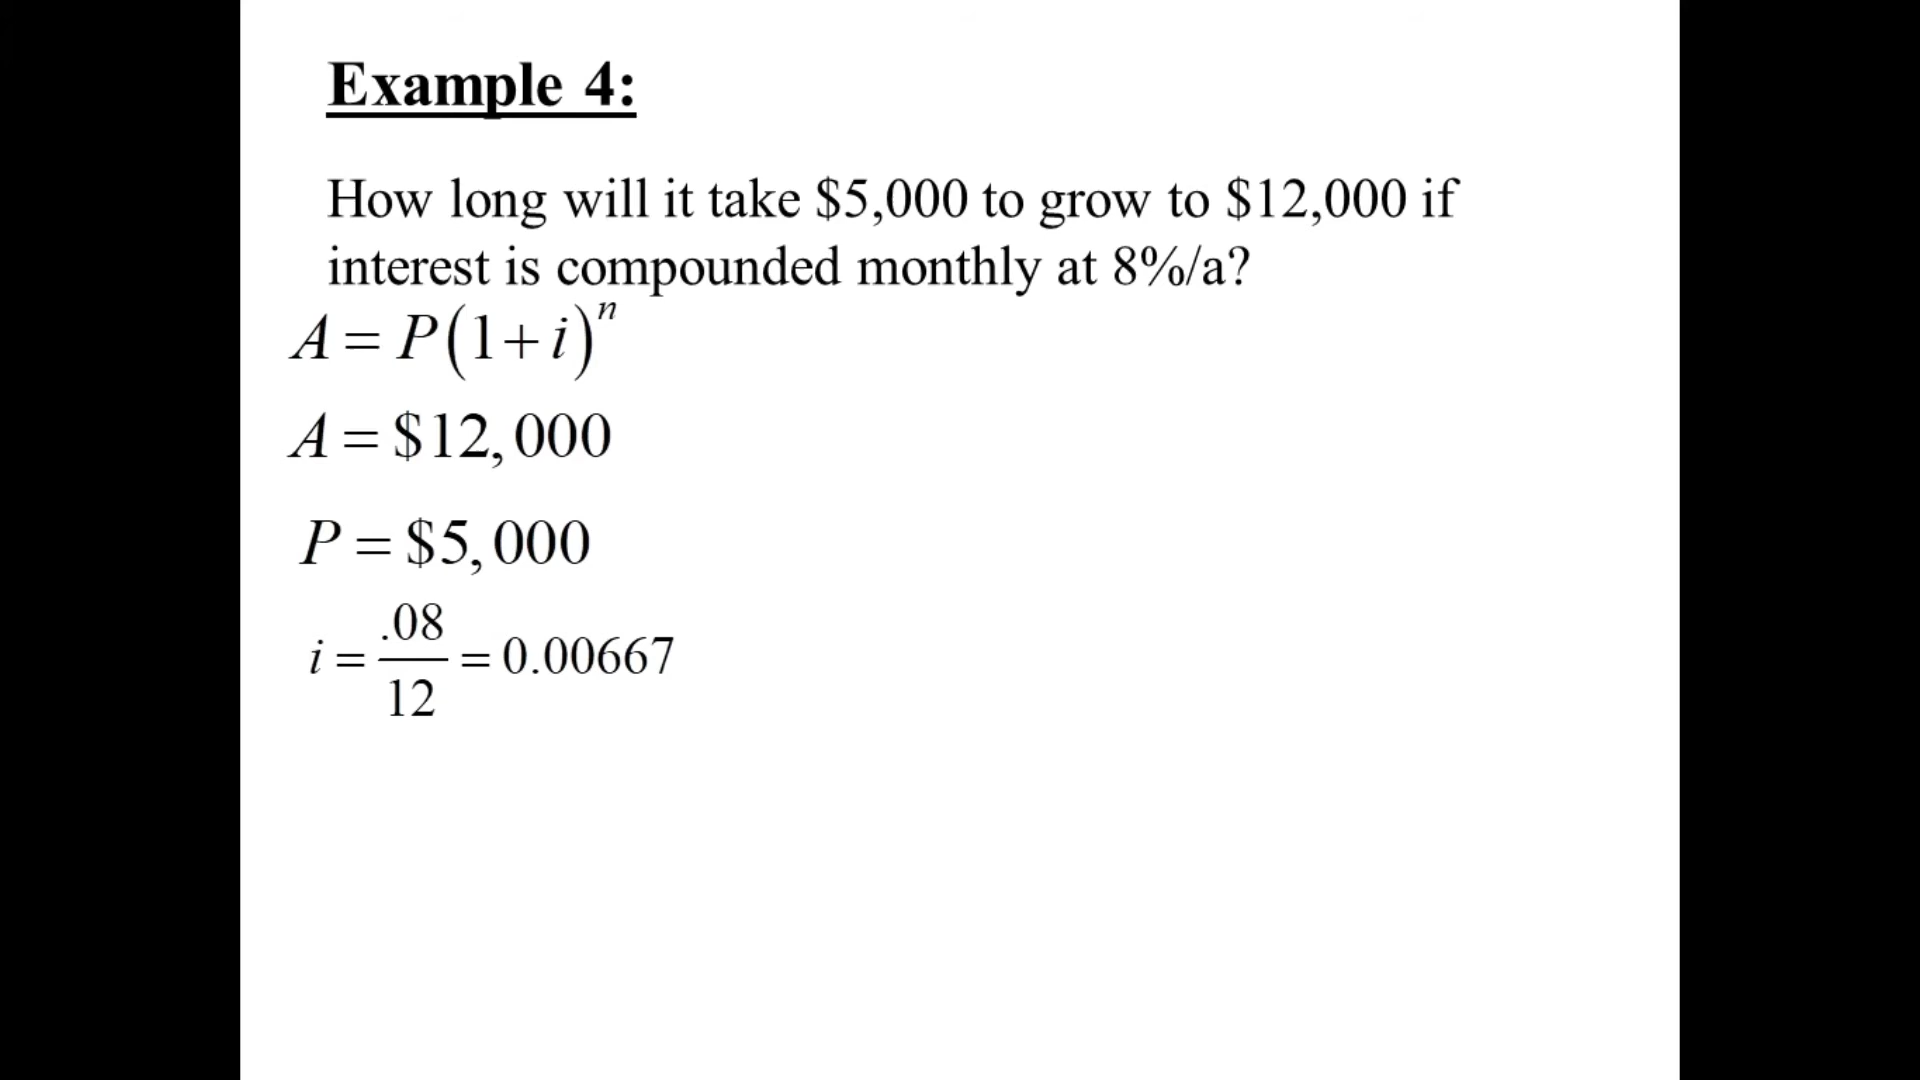 Example 4:
How long will it take $5,000 to grow to $12,000 if
interest is compounded monthly at 8%/a?
A = P(1+i)^n
A = $12,000
P = $5,000
i = .08/12 = 0.00667